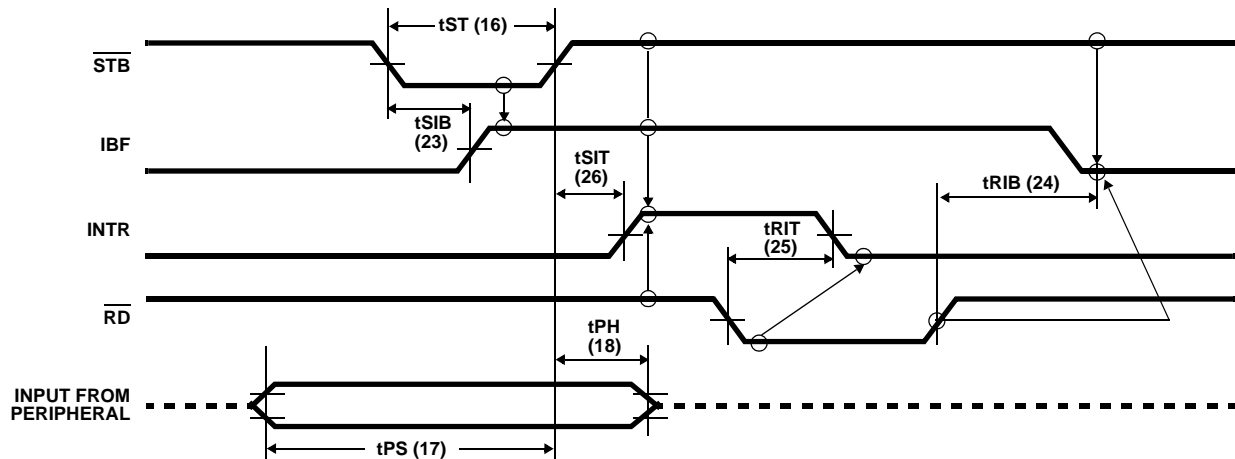 tST (16)
STB
tSIB
(23)
IBF
tSIT
(26)
tRIB (24)
INTR
tRIT
(25)
RD
tPH
(18)
INPUT FROM
PERIPHERAL
tPS (17)